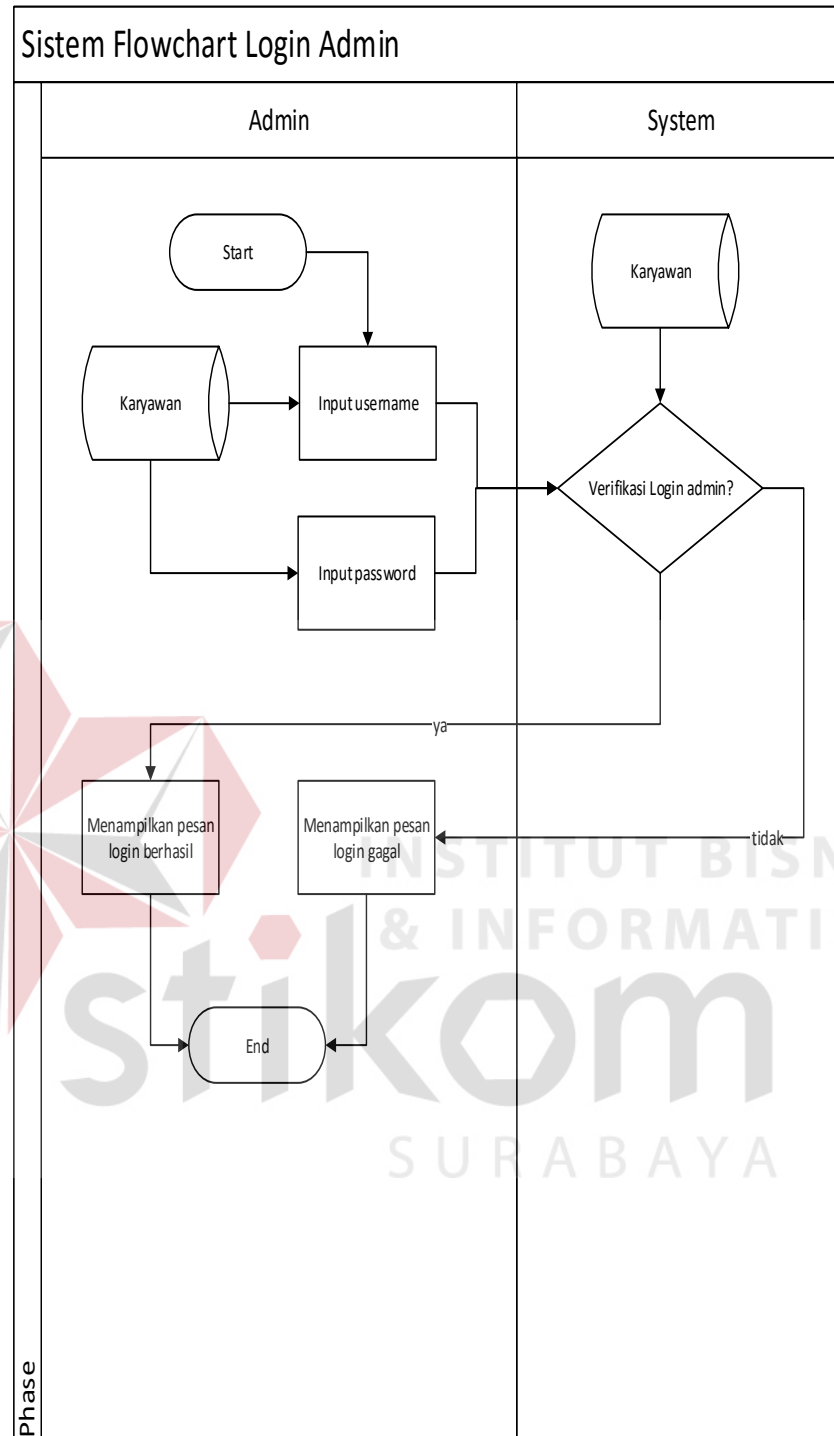 Sistem Flowchart Login Admin
Admin
System
Start
Karyawan
Karyawan
Input username
Verifikasi Login admin?
Input password
ya
Menampilkan pesan
login berhasil
Menampilkan pesan
login gagal
tidak
INSTITUT BISN
& INFORMATI
stikom
SURABAYA
End
Phase